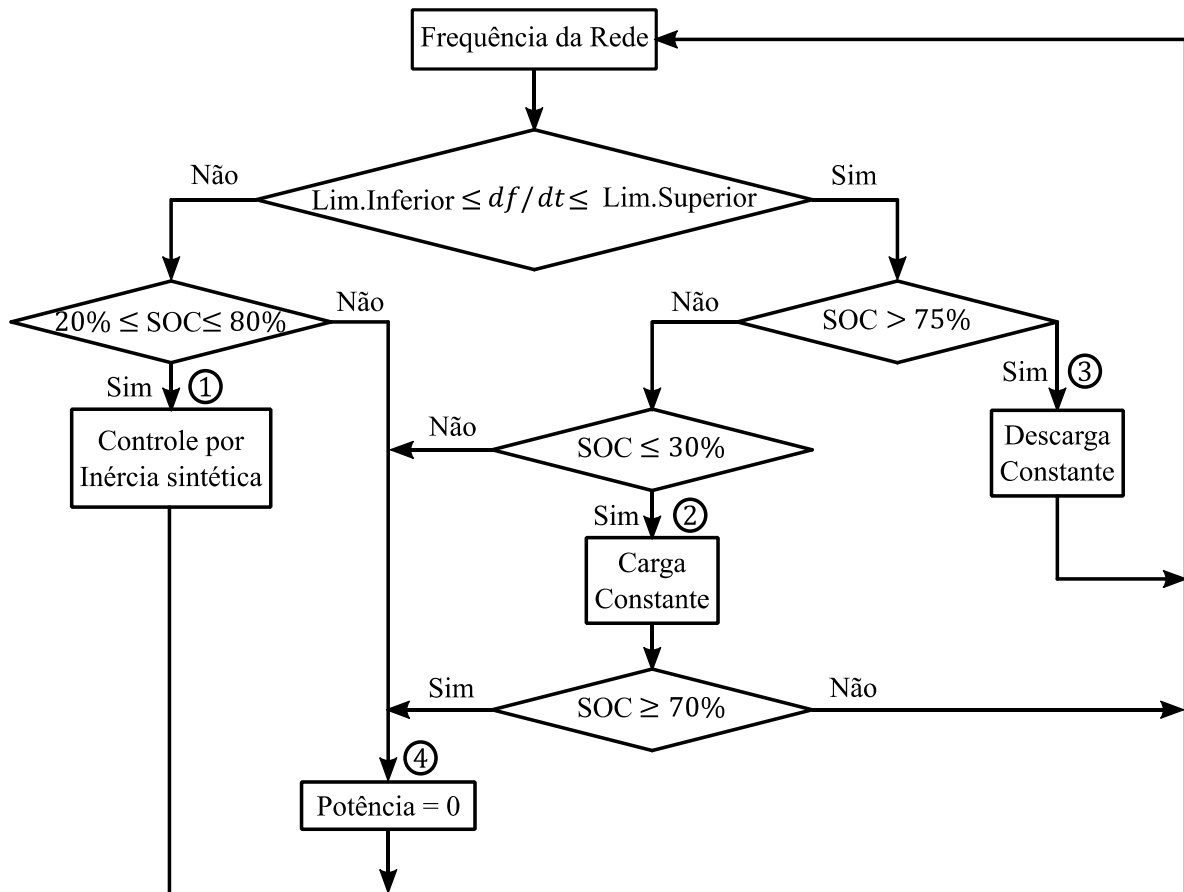 Frequência da Rede
Não
Sim
Lim.Inferior ≤ df/dt ≤ Lim.Superior
Não
Não
20% ≤ SOC≤ 80%
SOC > 75%
Sim ①
Sim ③
Controle por
Inércia sintética
Não
SOC ≤ 30%
Descarga
Constante
Sim ②
Carga
Constante
Sim
Não
SOC ≥ 70%
④
Potência = 0